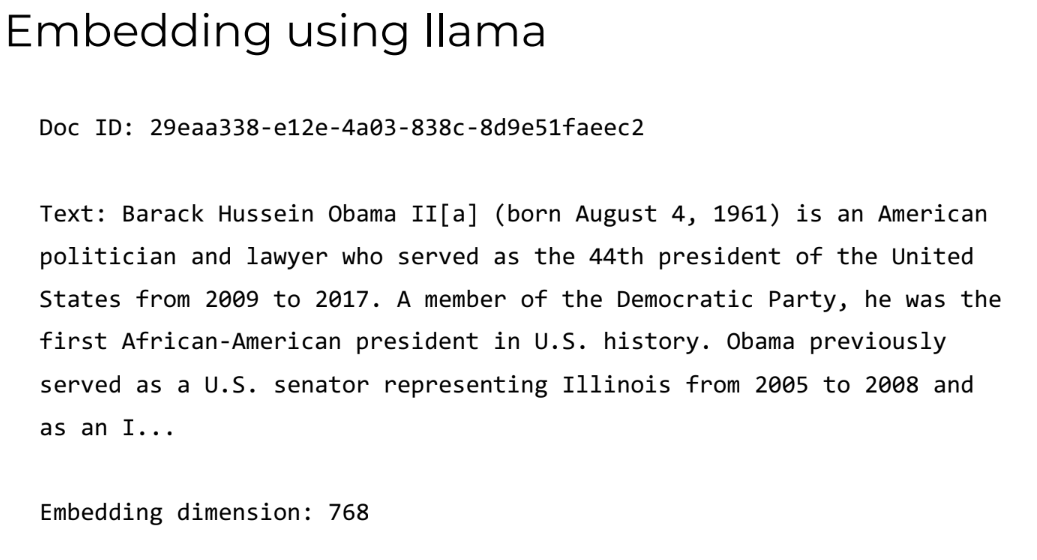 Embedding using llama
Doc ID: 29eaa338-e12e-4a03-838c-8d9e51faeec2
Text: Barack Hussein Obama II[a] (born August 4, 1961) is an American
politician and lawyer who served as the 44th president of the United
States from 2009 to 2017. A member of the Democratic Party, he was the
first African-American president in U.S. history. Obama previously
served as a U.S. senator representing Illinois from 2005 to 2008 and
as an I...
Embedding dimension: 768